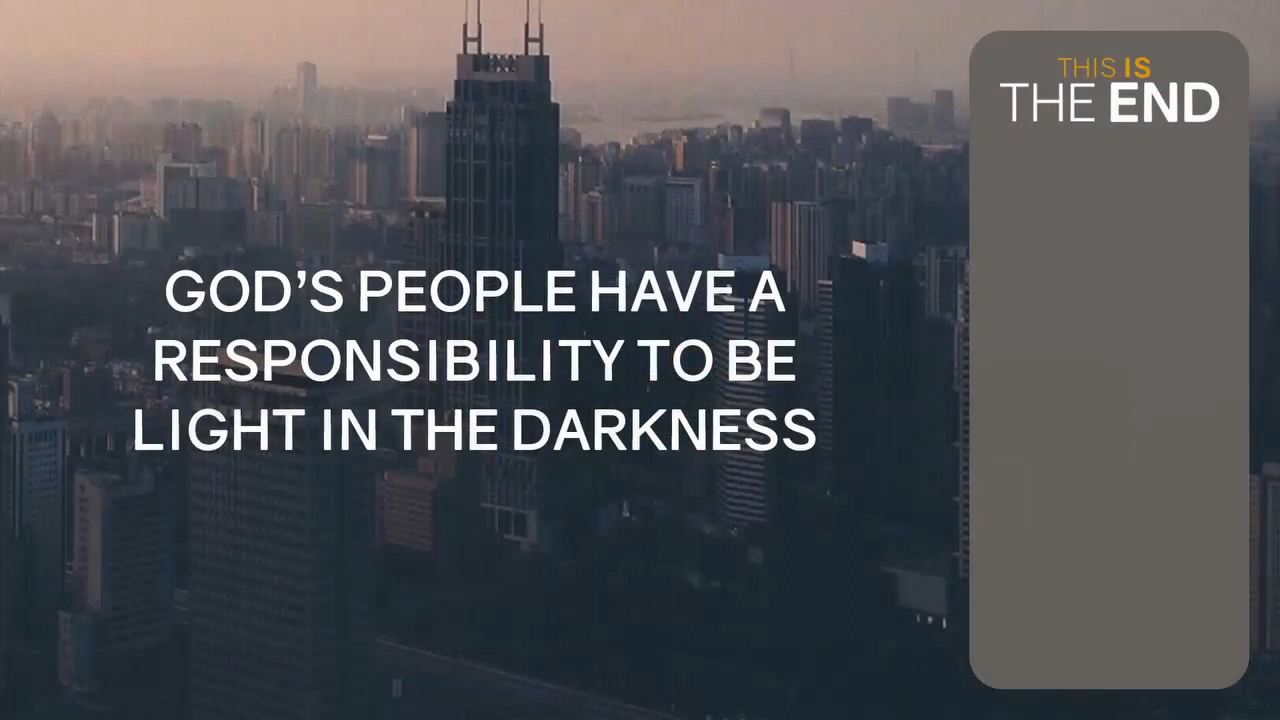 GOD’S PEOPLE HAVE A
RESPONSIBILITY TO BE
LIGHT IN THE DARKNESS
THIS IS
THE END